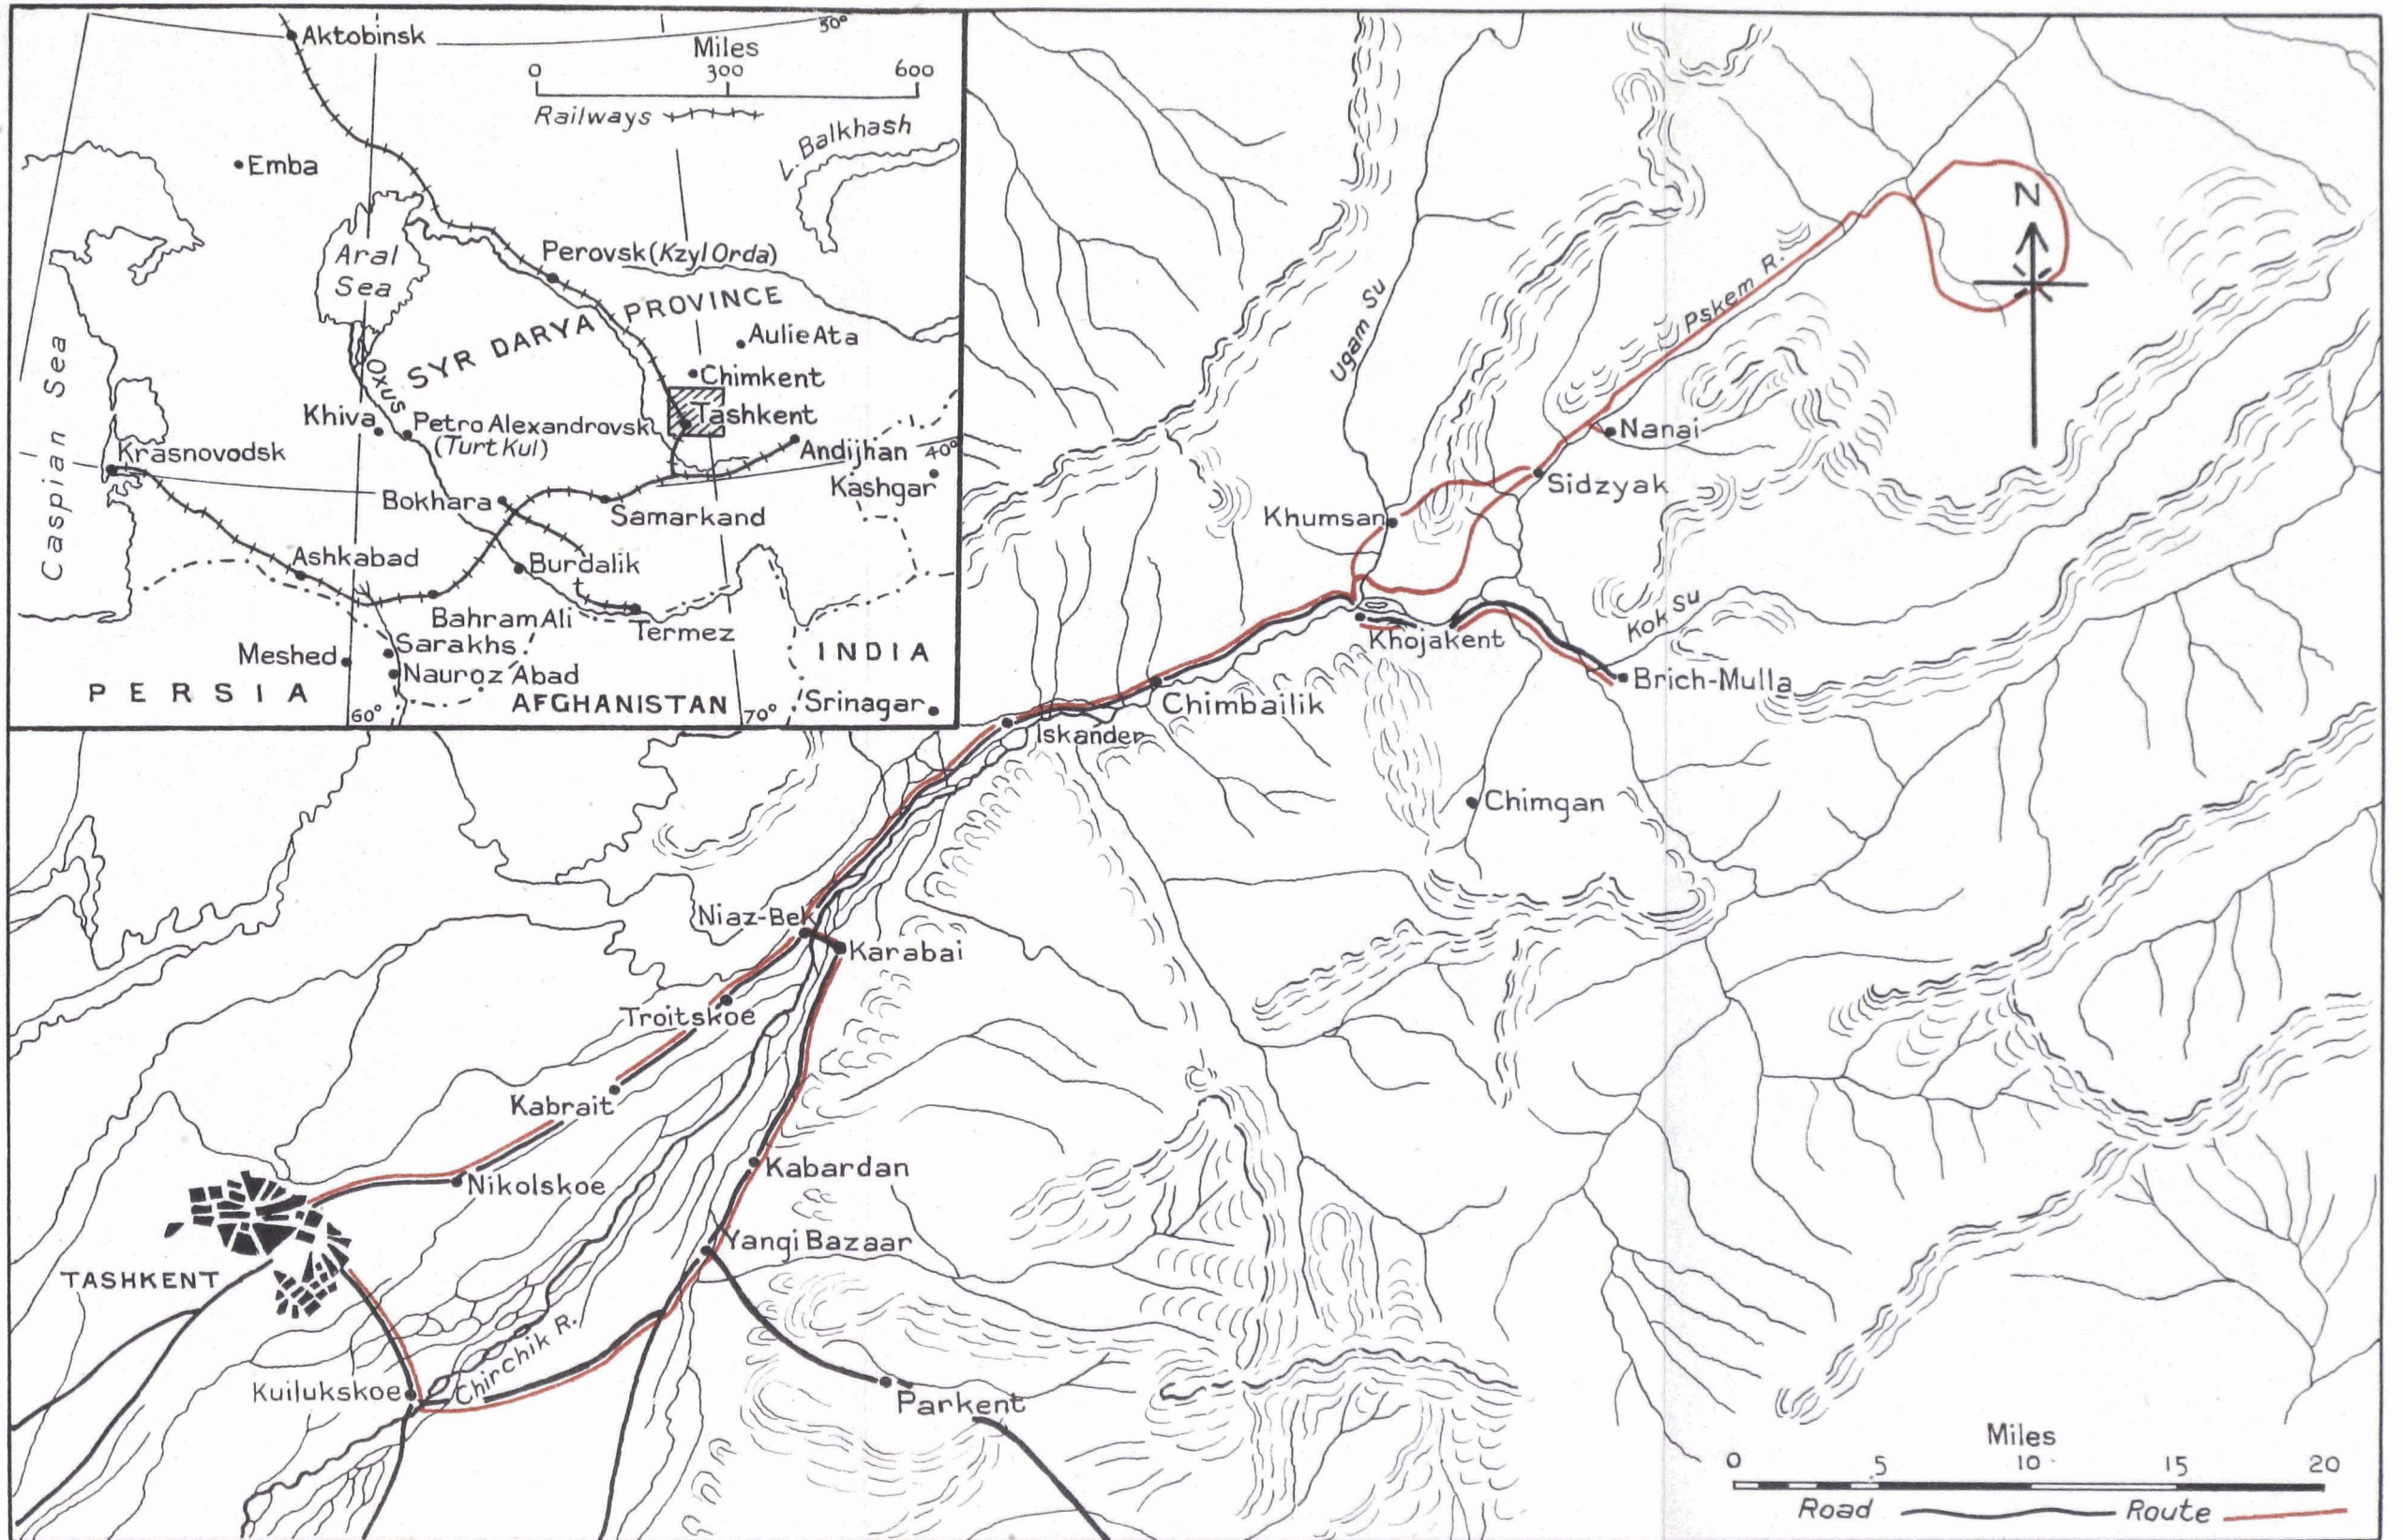 Aktobinsk
50°
Miles
0 300 600
Railways
L. Balkhash
Emba
Aral
Sea
Perovsk (Kzyl Orda)
SYR DARYA PROVINCE
Aulie Ata
Chimkent
Oxus
Tashkent
Khiva
Petro Alexandrovsk
(Turt Kul)
Andijhan
40°
Krasnovodsk
Kashgar
Caspian Sea
Bokhara
Samarkand
Ashkabad
Burdalik
Bahram Ali
Termez
Sarakhs
Meshed
INDIA
Nauroz Abad
PERSIA
AFGHANISTAN
Srinagar
60°
70°
N
Ugam Su
Pskem R.
Nanai
Sidzyak
Khumsan
Kok Su
Khojakent
Brich-Mulla
Chimbailik
Iskander
Chimgan
Niaz-Bek
Karabai
Troitskoe
Kabrait
Kabardan
Nikolskoe
Yangi Bazaar
TASHKENT
Chirchik R.
Kuilukskoe
Parkent
Miles
0 5 10 15 20
Road Route